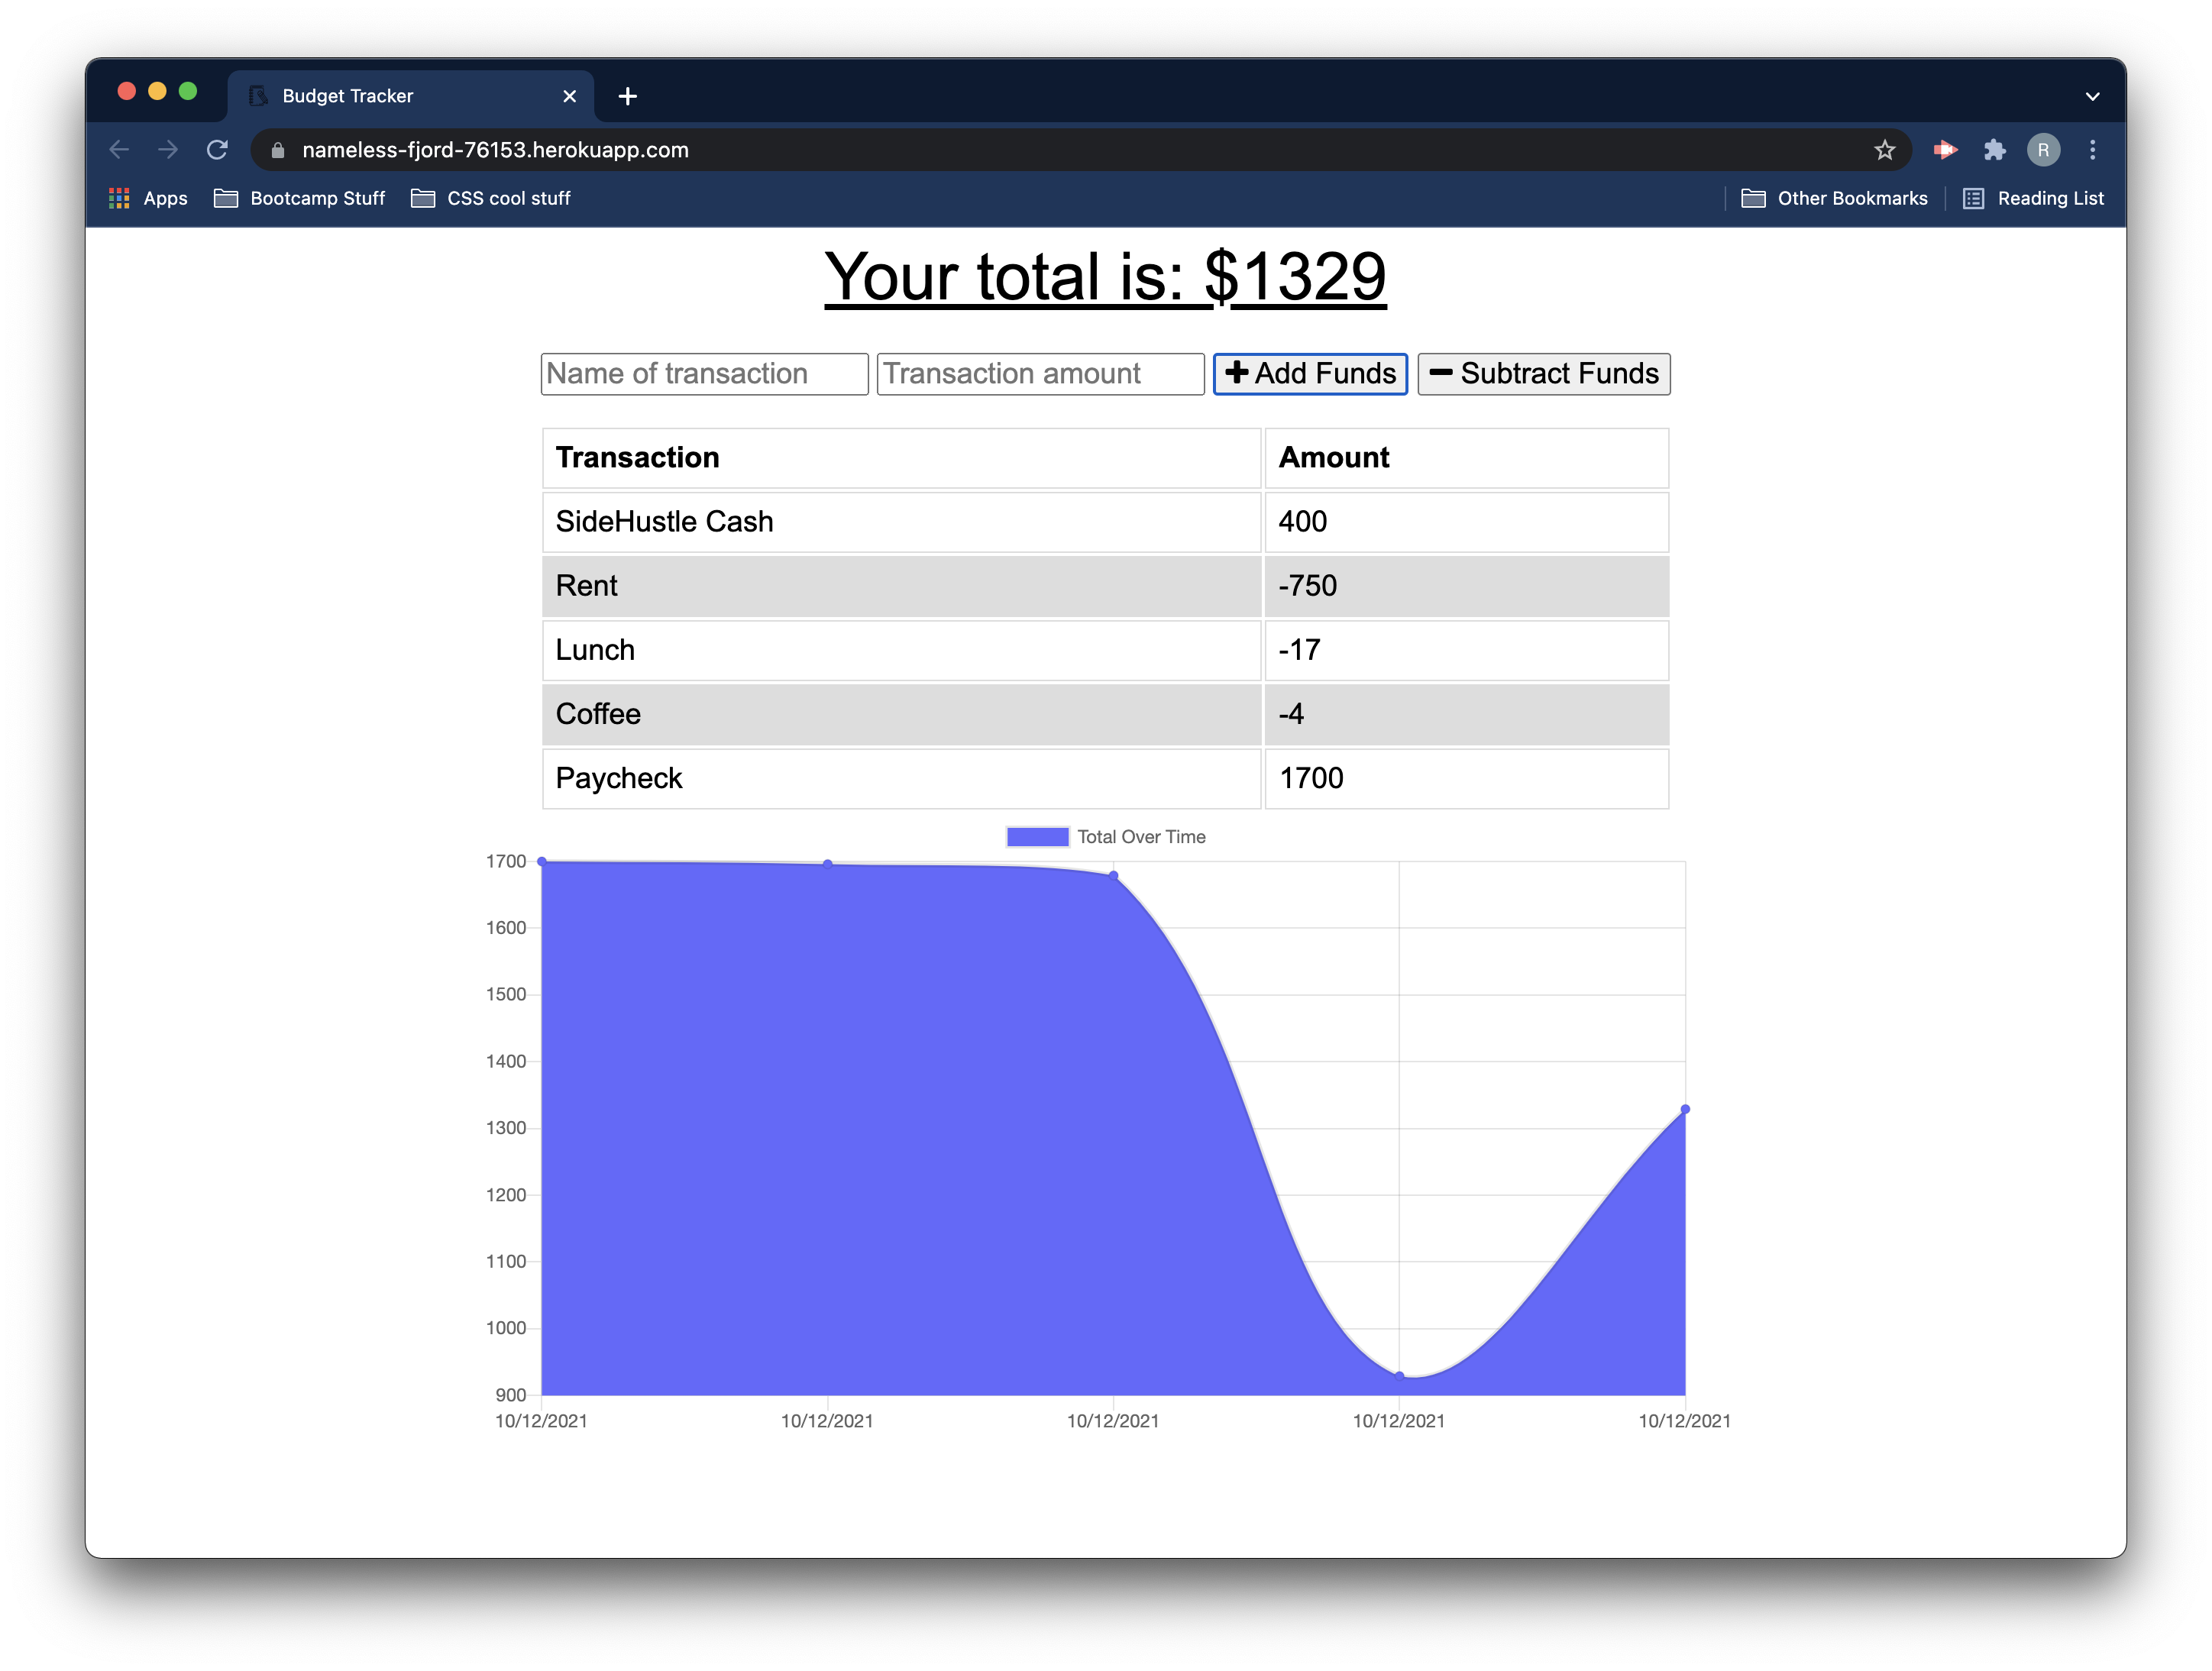 Budget Tracker
nameless-fjord-76153.herokuapp.com
R
Apps Bootcamp Stuff CSS cool stuff Other Bookmarks Reading List
Your total is: $1329
Name of transaction Transaction amount Add Funds Subtract Funds
Transaction Amount
SideHustle Cash 400
Rent -750
Lunch -17
Coffee -4
Paycheck 1700
Total Over Time
1700
1600
1500
1400
1300
1200
1100
1000
900
10/12/2021 10/12/2021 10/12/2021 10/12/2021 10/12/2021